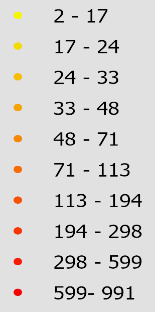 2 - 17
17 - 24
24 - 33
33 - 48
48 - 71
71 - 113
113 - 194
194 - 298
298 - 599
599- 991